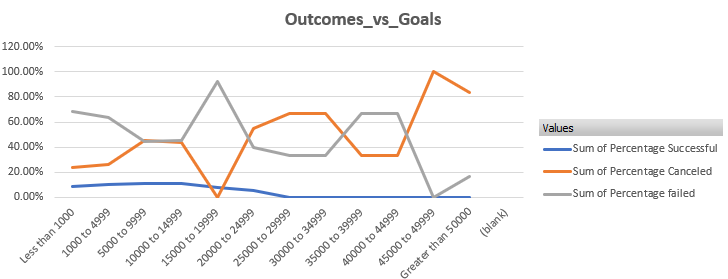 Outcomes_vs_Goals
120.00%
100.00%
80.00%
60.00%
40.00%
20.00%
0.00%
Less than 1000
1000 to 4999
5000 to 9999
10000 to 14999
15000 to 19999
20000 to 24999
25000 to 29999
30000 to 34999
35000 to 39999
40000 to 44999
45000 to 49999
Greater than 50000
(blank)
Values
Sum of Percentage Successful
Sum of Percentage Canceled
Sum of Percentage failed